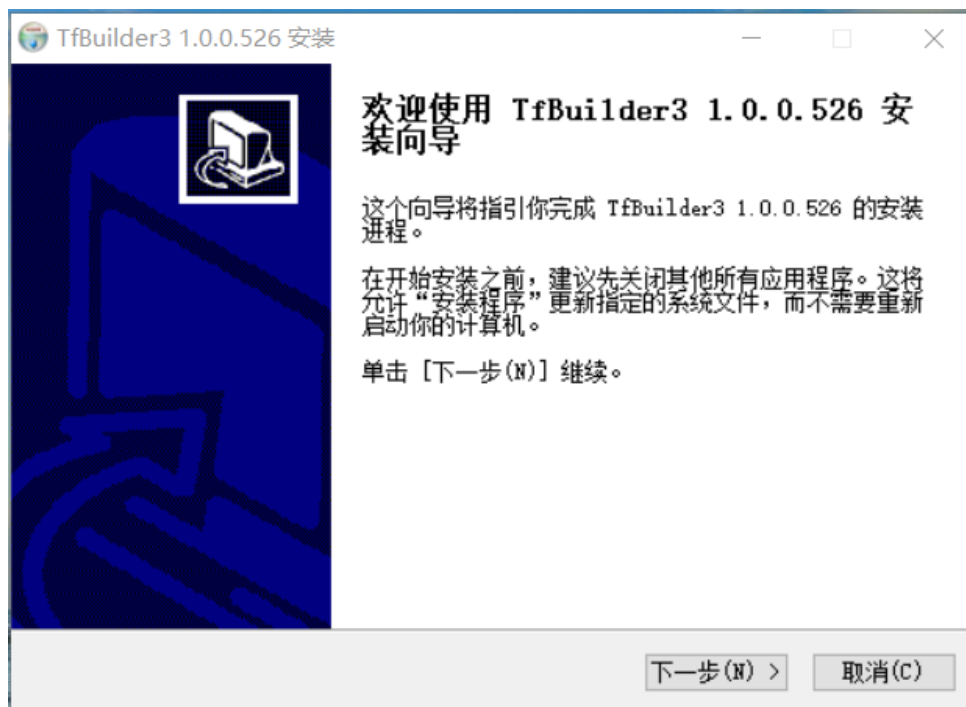 TfBuilder3 1.0.0.526 安装
欢迎使用 TfBuilder3 1.0.0.526 安
装向导
这个向导将指引你完成 TfBuilder3 1.0.0.526 的安装
进程。
在开始安装之前，建议先关闭其他所有应用程序。这将
允许“安装程序”更新指定的系统文件，而不需要重新
启动你的计算机。
单击 [下一步(N)] 继续。
下一步(N) >
取消(C)